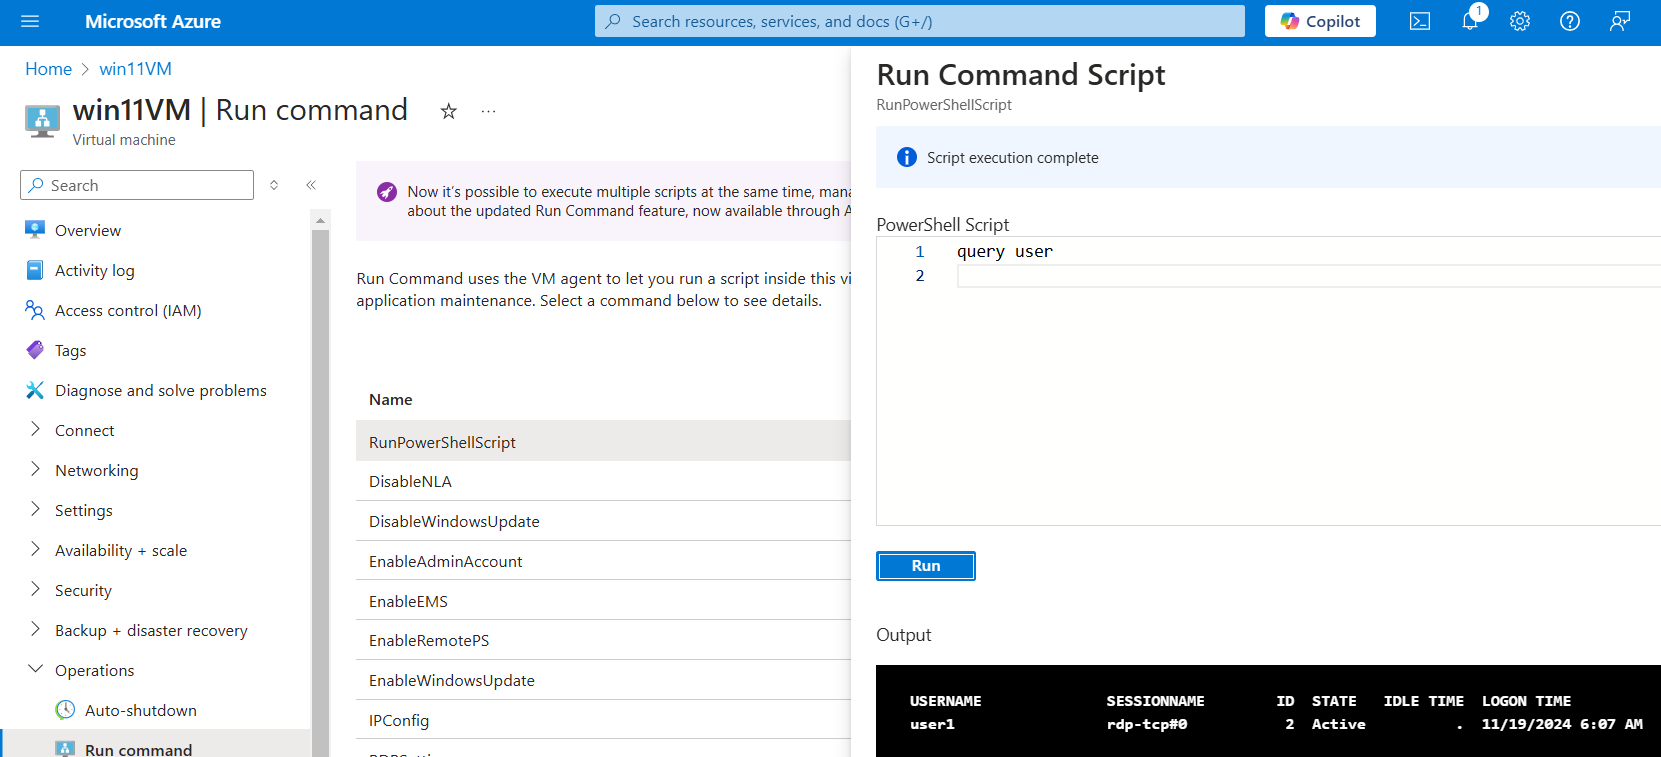 Microsoft Azure
Search resources, services, and docs (G+/)
Copilot
1
Home > win11VM
win11VM | Run command
Virtual machine
Search
Overview
Activity log
Access control (IAM)
Tags
Diagnose and solve problems
Connect
Networking
Settings
Availability + scale
Security
Backup + disaster recovery
Operations
Auto-shutdown
Run command
Now it's possible to execute multiple scripts at the same time,
about the updated Run Command feature, now available through
Run Command uses the VM agent to let you run a script inside this
application maintenance. Select a command below to see details.
Name
RunPowerShellScript
DisableNLA
DisableWindowsUpdate
EnableAdminAccount
EnableEMS
EnableRemotePS
EnableWindowsUpdate
IPConfig
Run Command Script
RunPowerShellScript
Script execution complete
PowerShell Script
1 query user
2
Run
Output
USERNAME SESSIONNAME ID STATE IDLE TIME LOGON TIME
user1 rdp-tcp#0 2 Active . 11/19/2024 6:07 AM